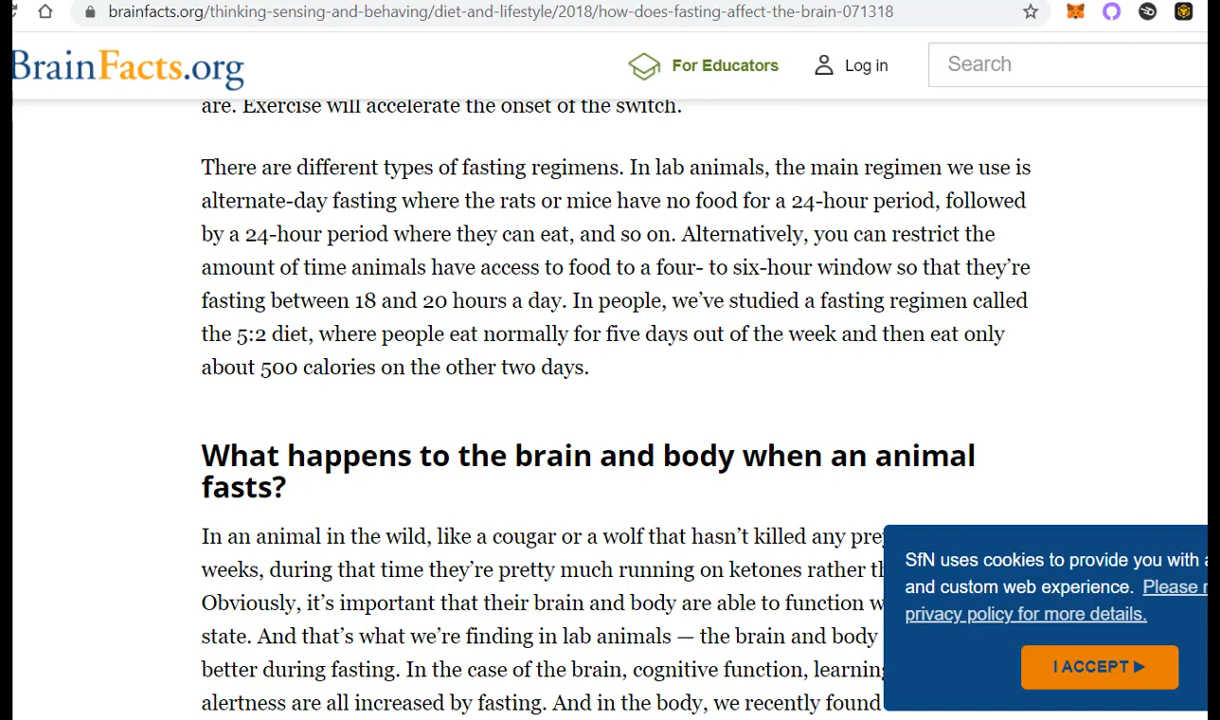 brainfacts.org/thinking-sensing-and-behaving/diet-and-lifestyle/2018/how-does-fasting-affect-the-brain-071318
BrainFacts.org
For Educators
Log in
Search
are. Exercise will accelerate the onset of the switch.
There are different types of fasting regimens. In lab animals, the main regimen we use is
alternate-day fasting where the rats or mice have no food for a 24-hour period, followed
by a 24-hour period where they can eat, and so on. Alternatively, you can restrict the
amount of time animals have access to food to a four- to six-hour window so that they’re
fasting between 18 and 20 hours a day. In people, we’ve studied a fasting regimen called
the 5:2 diet, where people eat normally for five days out of the week and then eat only
about 500 calories on the other two days.
What happens to the brain and body when an animal
fasts?
In an animal in the wild, like a cougar or a wolf that hasn’t killed any
weeks, during that time they’re pretty much running on ketones rather
Obviously, it’s important that their brain and body are able to function
state. And that’s what we’re finding in lab animals — the brain and body
better during fasting. In the case of the brain, cognitive function,
alertness are all increased by fasting. And in the body, we recently found
SfN uses cookies to provide you with
and custom web experience. Please
privacy policy for more details.
I ACCEPT ▶